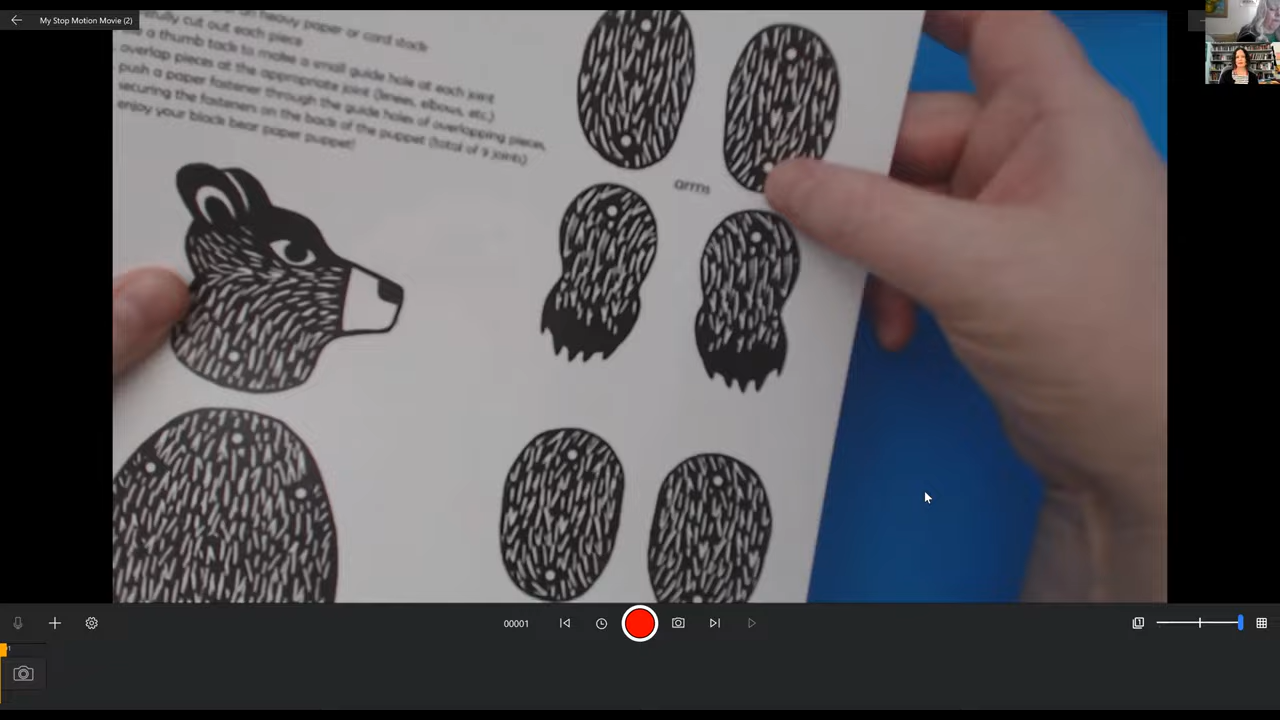 My Stop Motion Movie (2)
on heavy paper or card stock
cut out each piece
a thumb tack to make a small guide hole at each joint
overlap pieces at the appropriate joint (knees, elbows, etc.)
push a paper fastener through the guide holes of overlapping pieces,
securing the fasteners on the back of the puppet (total of 9 joints)
enjoy your black bear paper puppet!
arms
00001